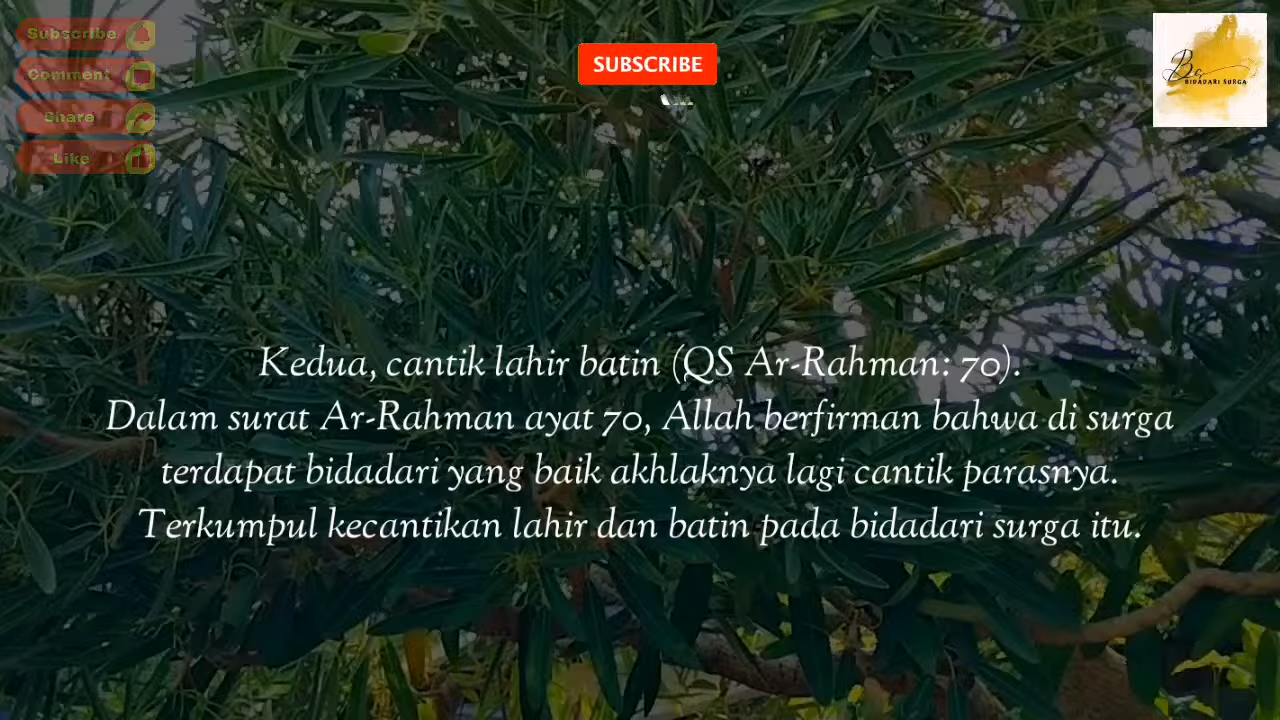 Subscribe
Comment
Share
Like
SUBSCRIBE
Bs
BIDADARI SURGA
Kedua, cantik lahir batin (QS Ar-Rahman: 70).
Dalam surat Ar-Rahman ayat 70, Allah berfirman bahwa di surga
terdapat bidadari yang baik akhlaknya lagi cantik parasnya.
Terkumpul kecantikan lahir dan batin pada bidadari surga itu.